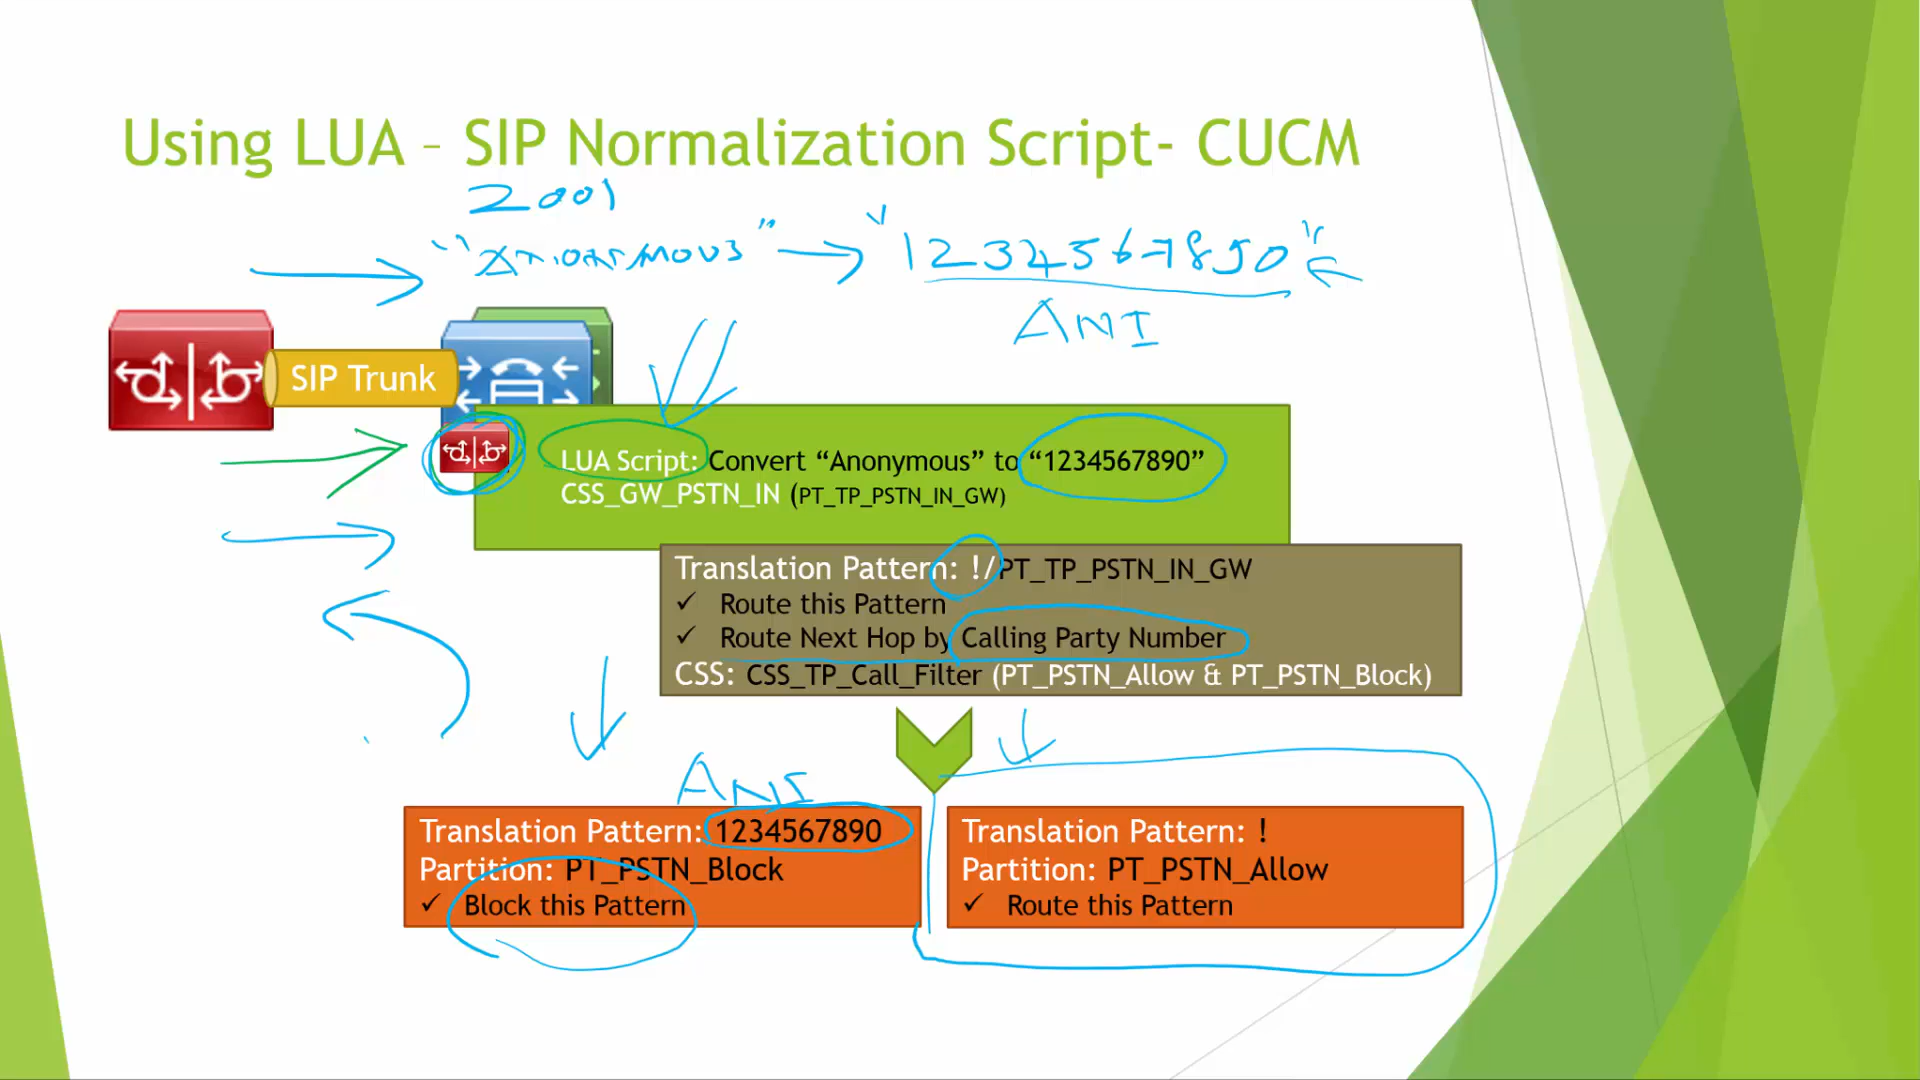 Using LUA – SIP Normalization Script- CUCM
2001
"Anonymous" → "1234567890"
ANI
SIP Trunk
LUA Script: Convert “Anonymous” to “1234567890”
CSS_GW_PSTN_IN (PT_TP_PSTN_IN_GW)
Translation Pattern: !/PT_TP_PSTN_IN_GW
✓ Route this Pattern
✓ Route Next Hop by Calling Party Number
CSS: CSS_TP_Call_Filter (PT_PSTN_Allow & PT_PSTN_Block)
ANI
Translation Pattern: 1234567890
Partition: PT_PSTN_Block
✓ Block this Pattern
Translation Pattern: !
Partition: PT_PSTN_Allow
✓ Route this Pattern